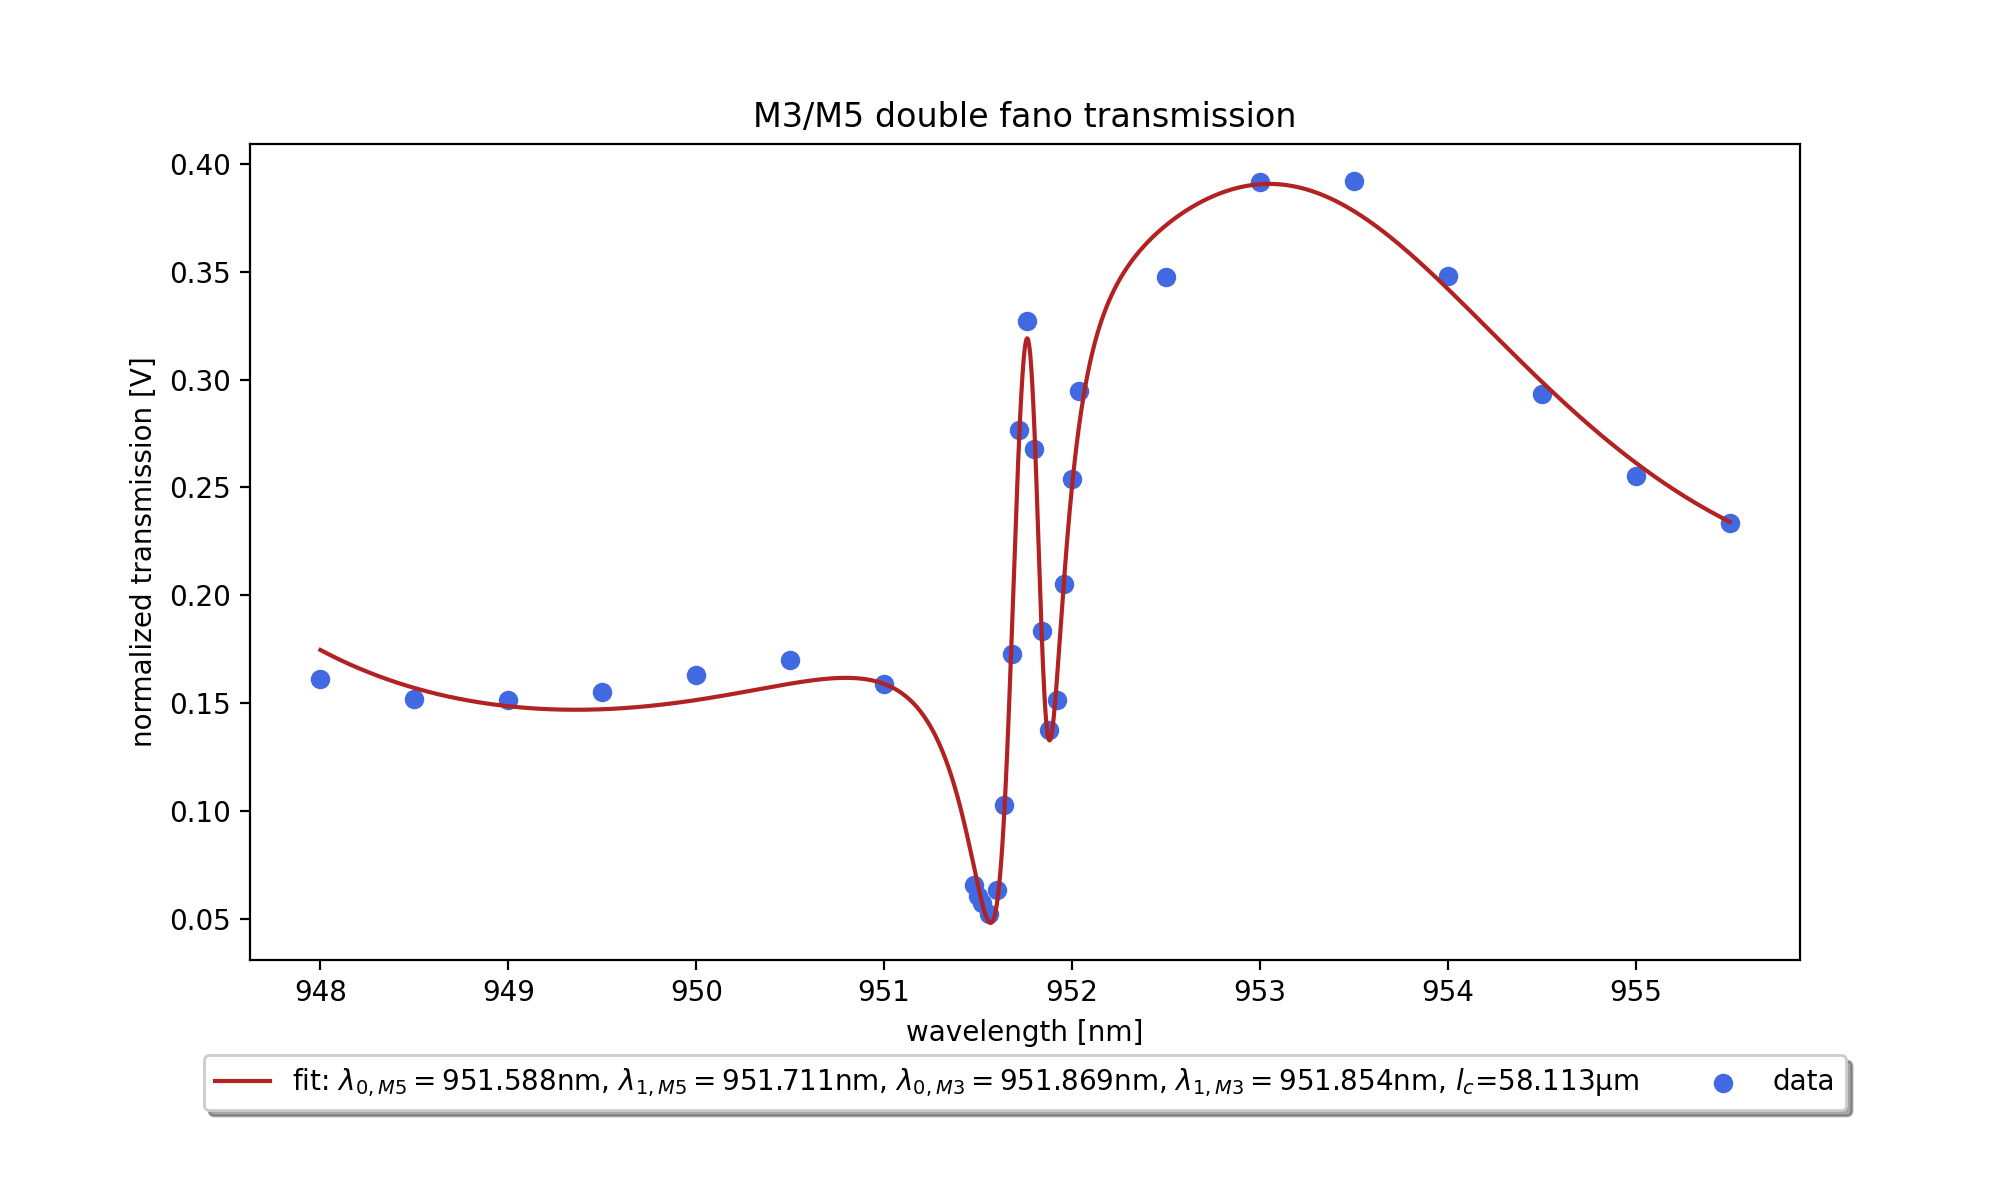 M3/M5 double fano transmission
normalized transmission [V]
0.40
0.35
0.30
0.25
0.20
0.15
0.10
0.05
948 949 950 951 952 953 954 955
wavelength [nm]
fit: λ0,M5 = 951.588nm, λ1,M5 = 951.711nm, λ0,M3 = 951.869nm, λ1,M3 = 951.854nm, lc=58.113μm data